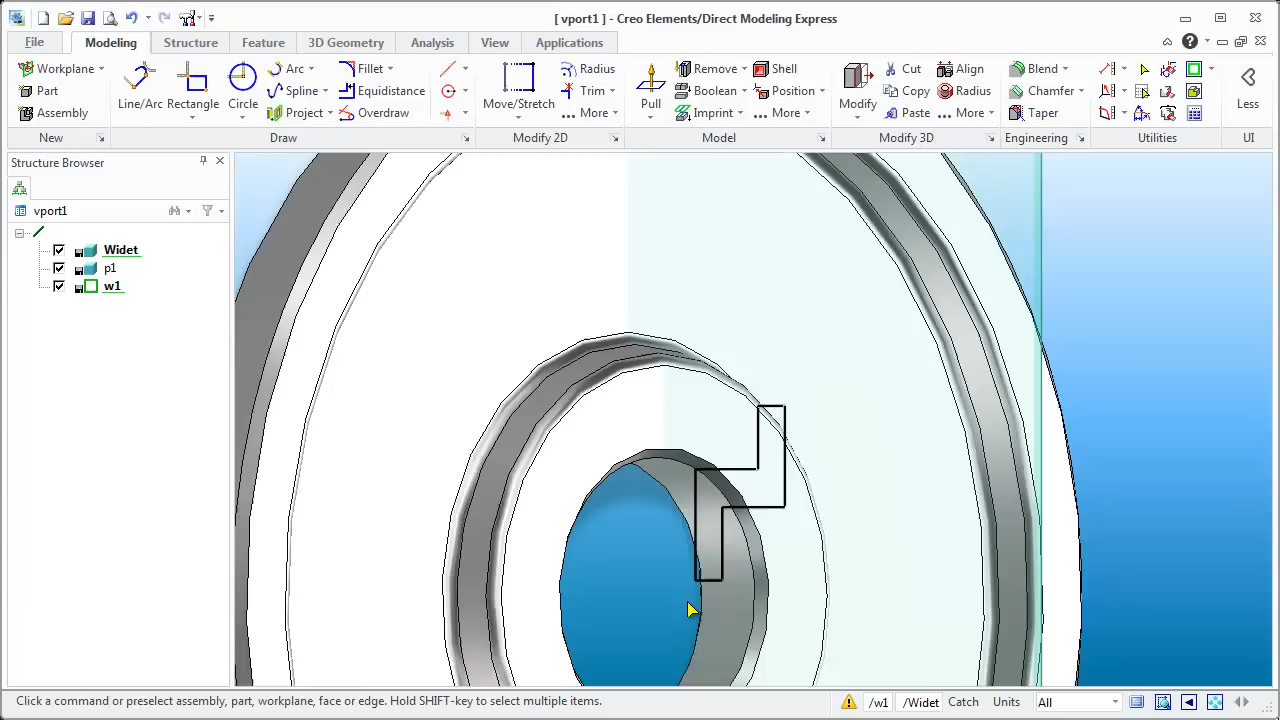 [ vport1 ] - Creo Elements/Direct Modeling Express
File Modeling Structure Feature 3D Geometry Analysis View Applications
Workplane Line/Arc Rectangle Circle Arc Fillet Move/Stretch Radius Pull Remove Shell Modify Cut Align Blend Less
Part Spline Equidistance Trim Boolean Position Copy Radius Chamfer
Assembly Project Overdraw ... More Imprint ... More Paste ... More Taper
New Draw Modify 2D Model Modify 3D Engineering Utilities UI
Structure Browser
vport1
Widet
p1
w1
Click a command or preselect assembly, part, workplane, face or edge. Hold SHIFT-key to select multiple items. /w1 /Widet Catch Units All